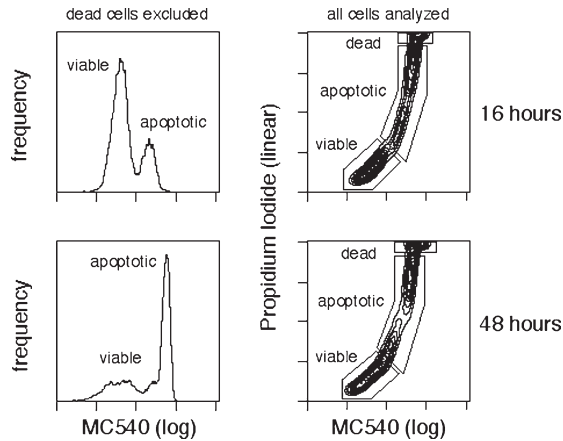 dead cells excluded
all cells analyzed
frequency
viable
apoptotic
Propidium Iodide (linear)
dead
apoptotic
viable
16 hours
frequency
apoptotic
viable
dead
apoptotic
viable
48 hours
MC540 (log)
MC540 (log)